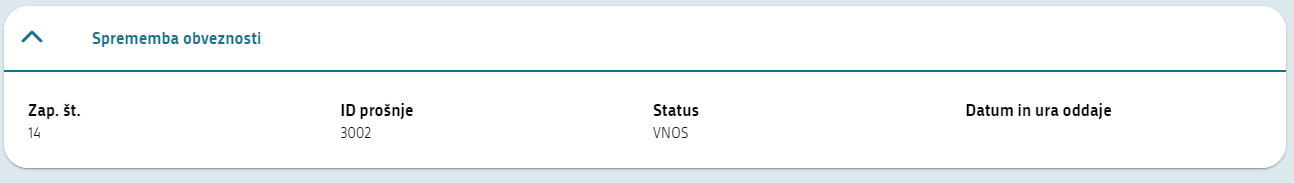 Sprememba obveznosti
Zap. št. ID prošnje Status Datum in ura oddaje
14 3002 VNOS